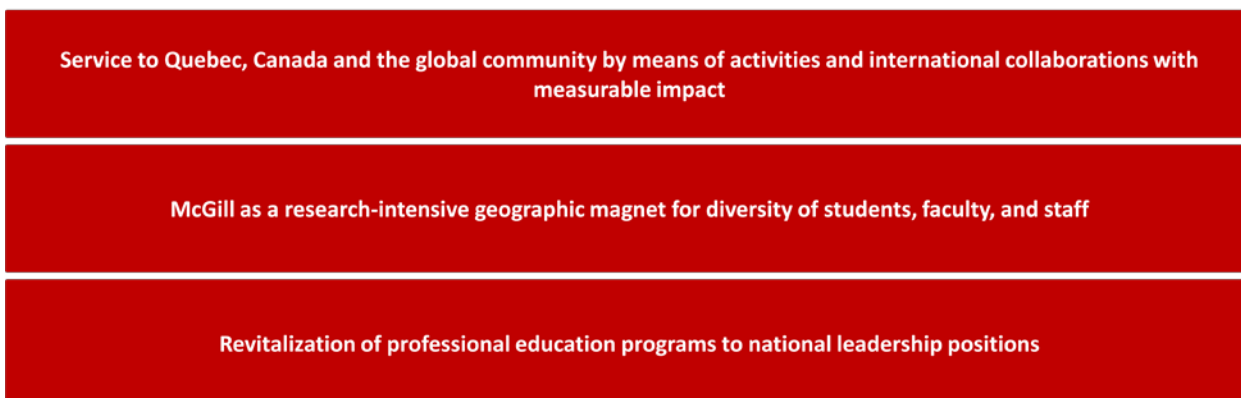 Service to Quebec, Canada and the global community by means of activities and international collaborations with
measurable impact
McGill as a research-intensive geographic magnet for diversity of students, faculty, and staff
Revitalization of professional education programs to national leadership positions